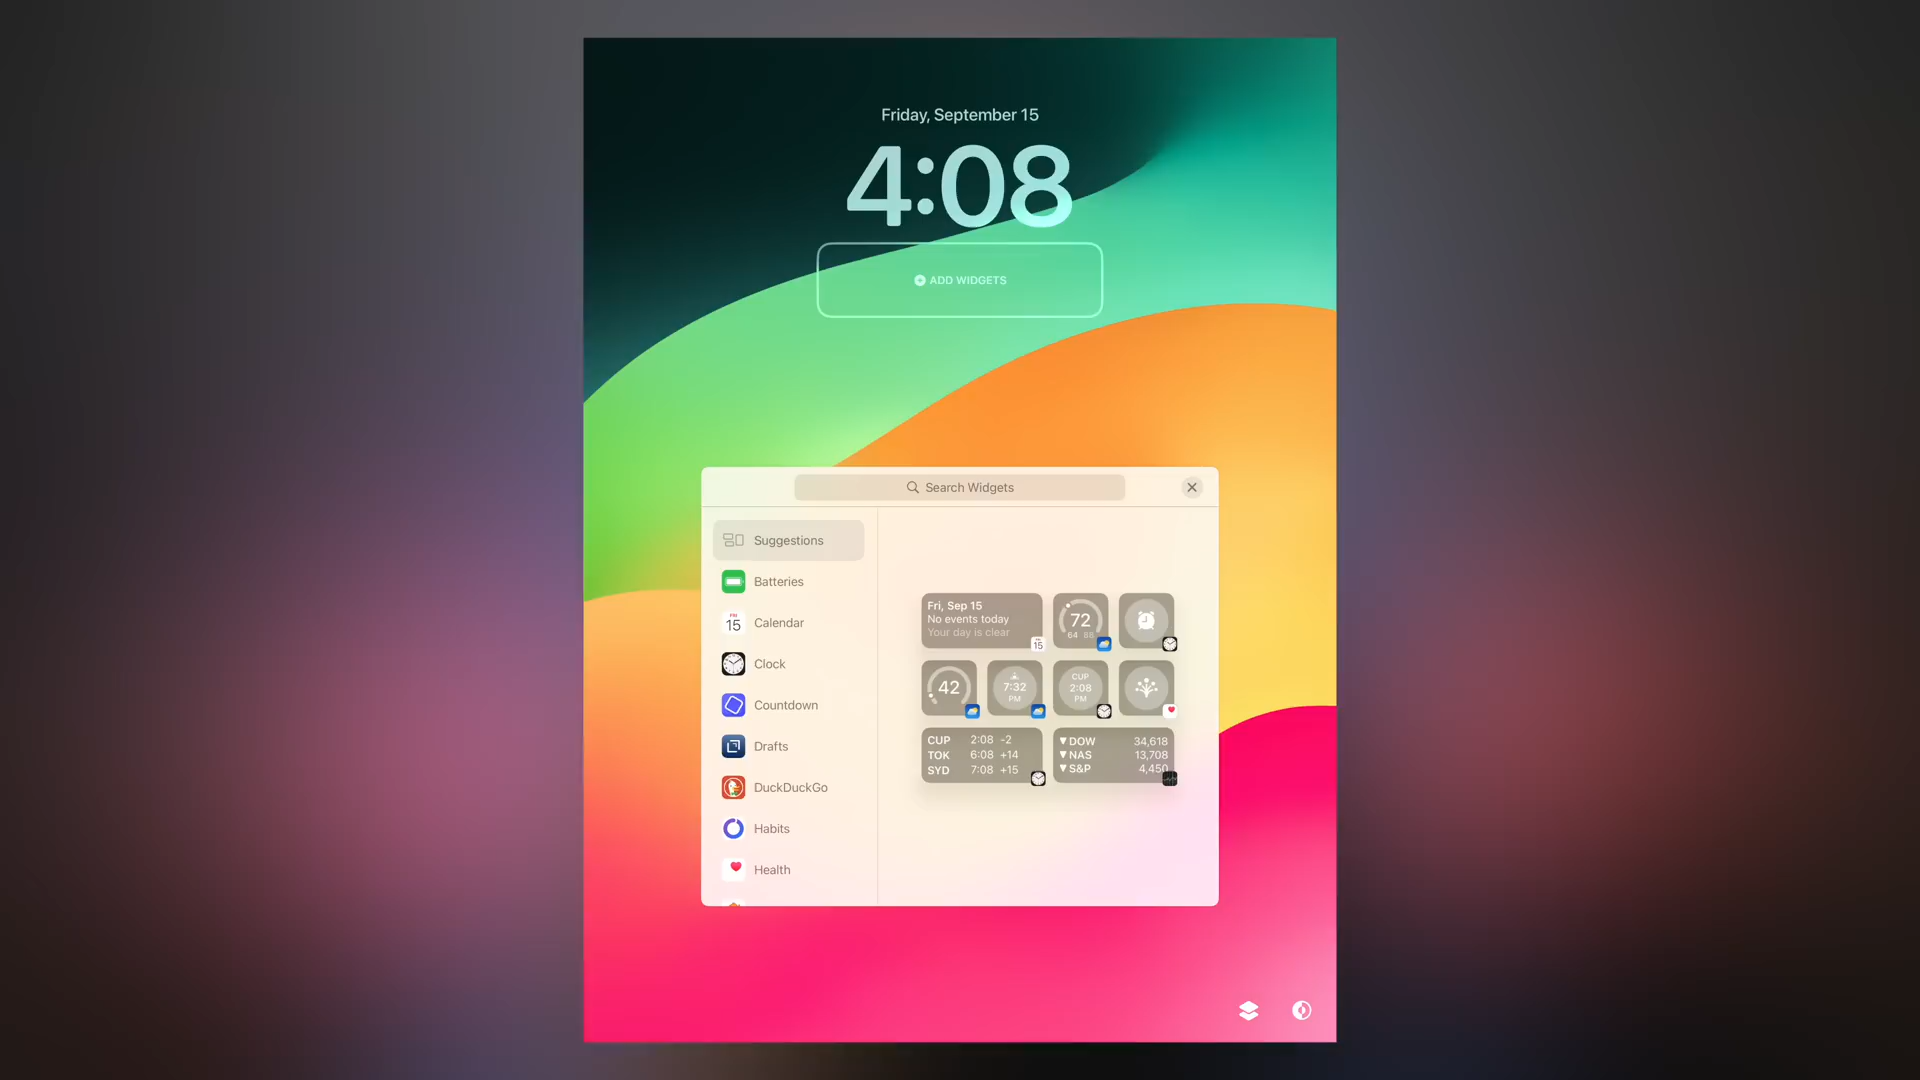 Friday, September 15
4:08
ADD WIDGETS
Search Widgets
Suggestions
Batteries
Calendar
15
Clock
Countdown
Drafts
DuckDuckGo
Habits
Health
Fri, Sep 15
No events today
Your day is clear
15
72
64 86
42
7:32
PM
CUP
2:08
PM
CUP 2:08 -2
TOK 6:08 +14
SYD 7:08 +15
▼DOW 34,618
▼NAS 13,708
▼S&P 4,450